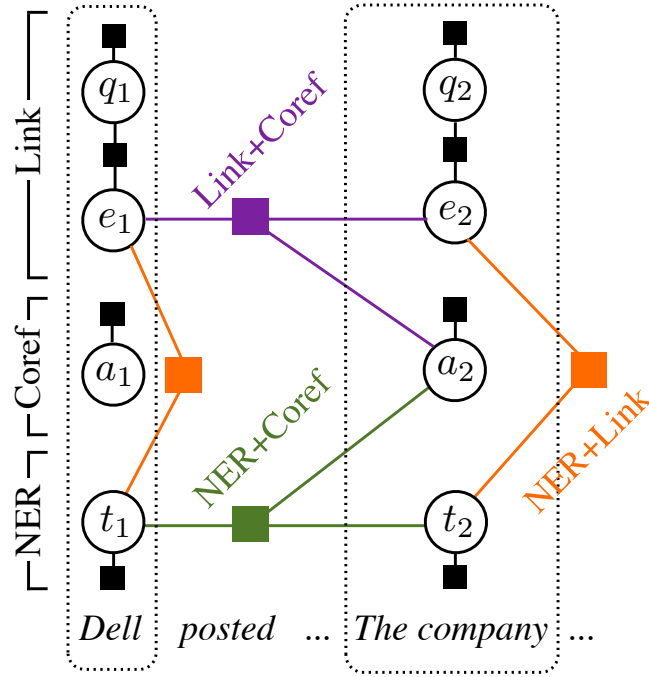 Link
Coref
NER
q₁
q₂
Link+Coref
e₁
e₂
a₁
a₂
NER+Coref
NER+Link
t₁
t₂
Dell posted ... The company ...